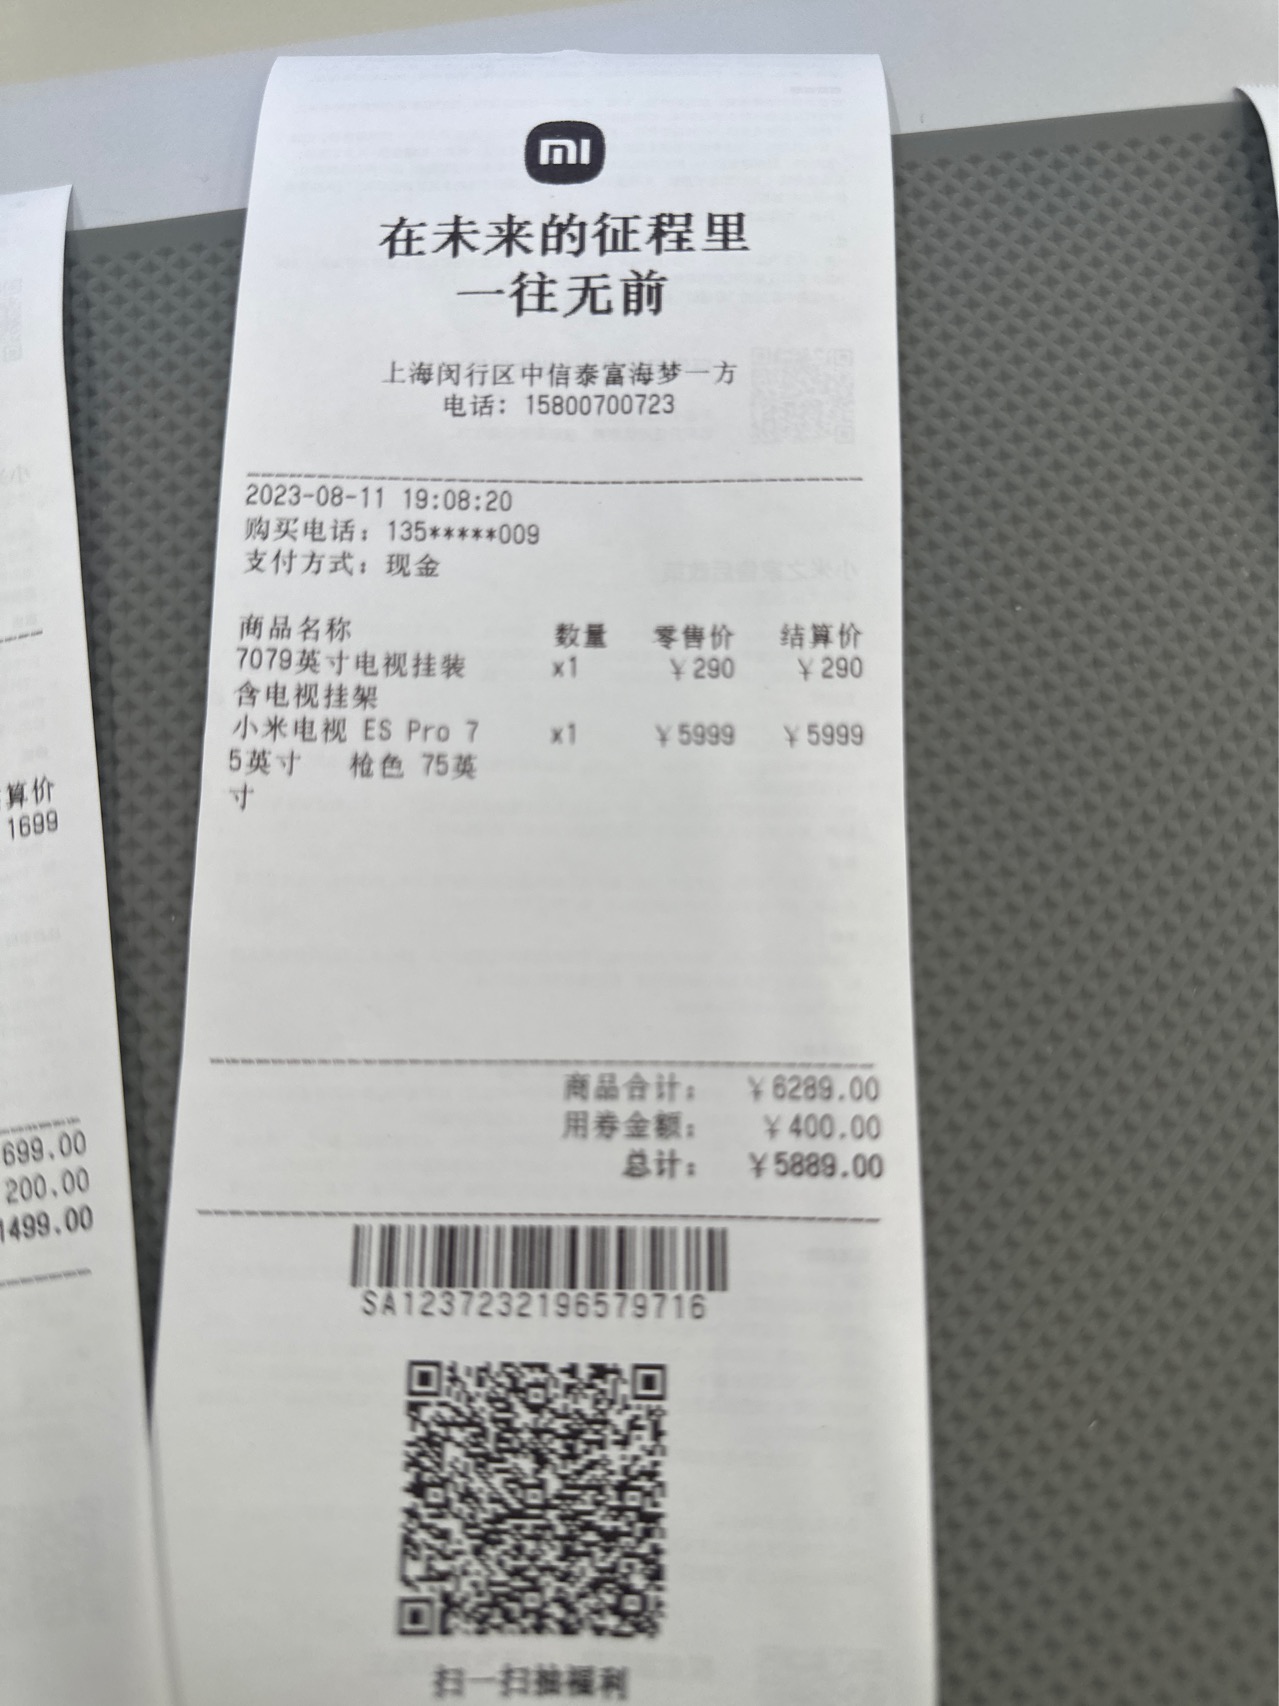 mi
在未来的征程里
一往无前
上海闵行区中信泰富海梦一方
电话：15800700723
2023-08-11 19:08:20
购买电话：135*****009
支付方式：现金
商品名称 数量 零售价 结算价
7079英寸电视挂装 x1 ￥290 ￥290
含电视挂架
小米电视 ES Pro 7 x1 ￥5999 ￥5999
5英寸 枪色 75英
寸
商品合计： ￥6289.00
用券金额： ￥400.00
总计： ￥5889.00
SA12372321965797​16
扫一扫抽福利
算价
1699
699.00
200.00
1499.00